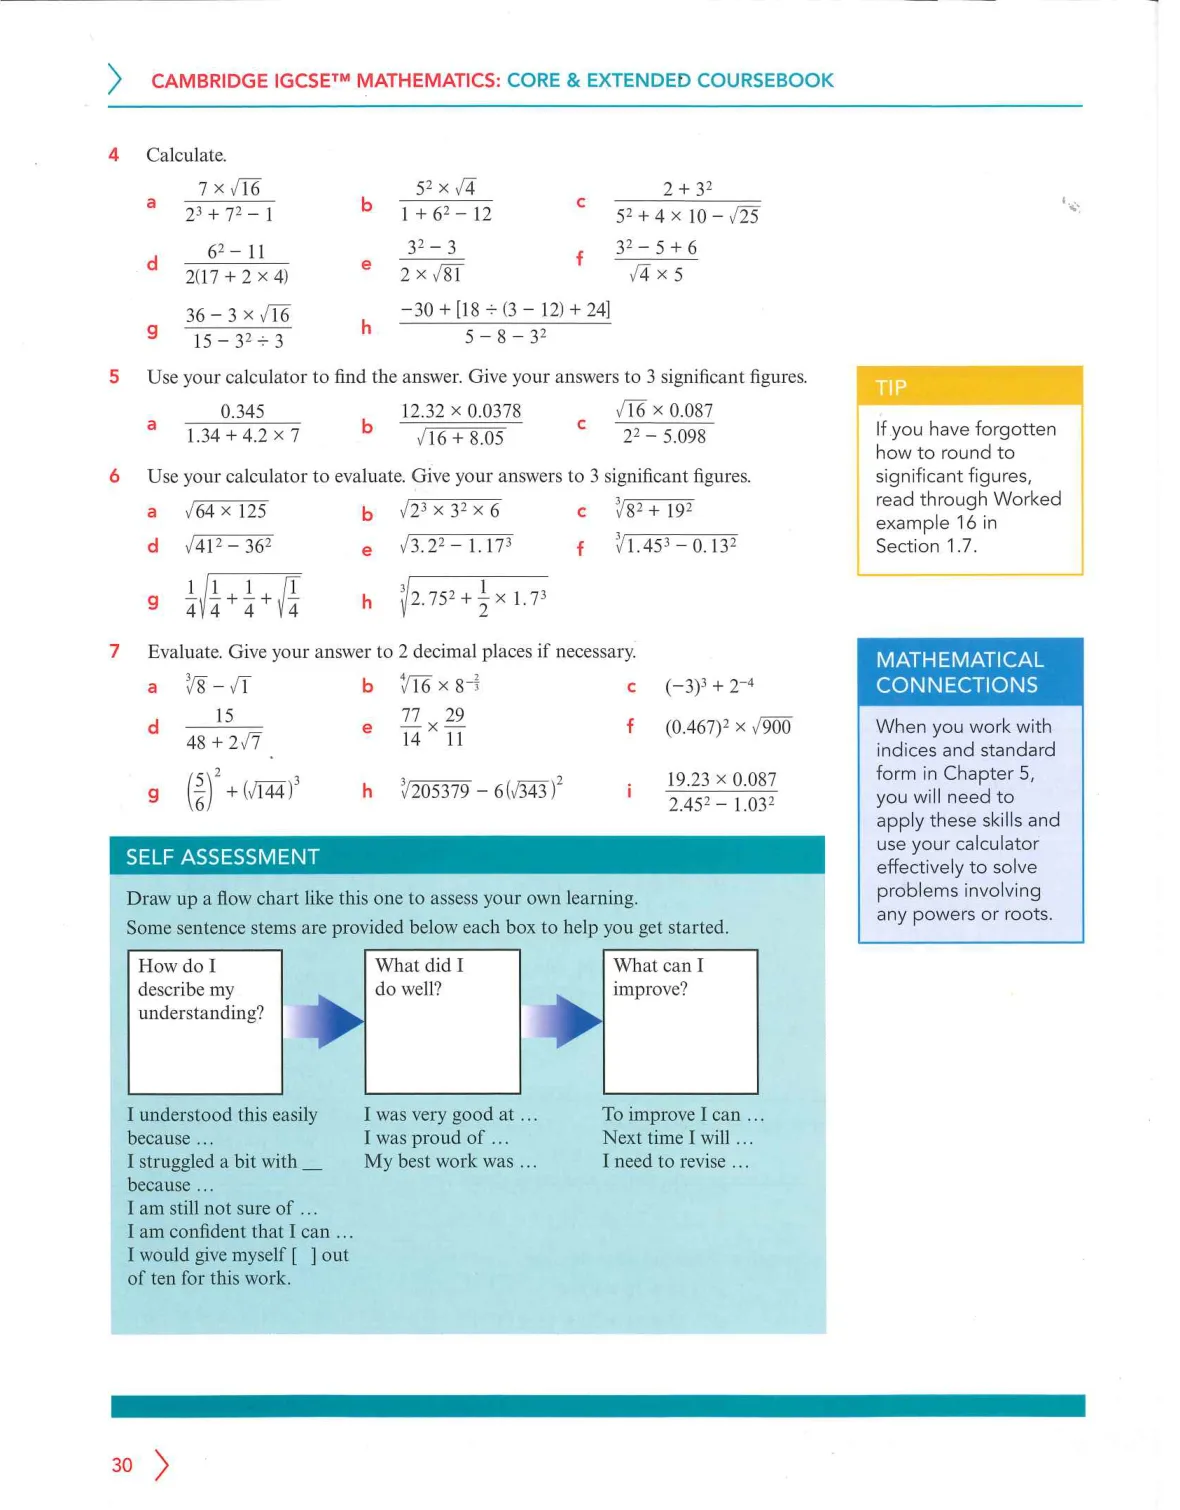 CAMBRIDGE IGCSE™ MATHEMATICS: CORE & EXTENDED COURSEBOOK
4 Calculate.
a (7 × √16)/(2³ + 7² − 1) b (5² × √4)/(1 + 6² − 12) c (2 + 3²)/(5² + 4 × 10 − √25)
d (6² − 11)/(2(17 + 2 × 4)) e (3² − 3)/(2 × √81) f (3² − 5 + 6)/(√4 × 5)
g (36 − 3 × √16)/(15 − 3² ÷ 3) h (−30 + [18 ÷ (3 − 12) + 24])/(5 − 8 − 3²)
5 Use your calculator to find the answer. Give your answers to 3 significant figures.
a 0.345/(1.34 + 4.2 × 7) b (12.32 × 0.0378)/(√16 + 8.05) c (√16 × 0.087)/(2² − 5.098)
6 Use your calculator to evaluate. Give your answers to 3 significant figures.
a √(64 × 125) b √(2³ × 3² × 6) c ∛(8² + 19²)
d √(41² − 36²) e √(3.2² − 1.17³) f ∛(1.45³ − 0.13²)
g 1/4 √(1/4 + 1/4 + √(1/4)) h ∛(2.75² + 1/2 × 1.7³)
7 Evaluate. Give your answer to 2 decimal places if necessary.
a ∛8 − √1 b ∜16 × 8^(−2/3) c (−3)³ + 2⁻⁴
d 15/(48 + 2√7) e 77/14 × 29/11 f (0.467)² × √900
g (5/6)² + (√144)³ h ∛205379 − 6(√343)² i (19.23 × 0.087)/(2.45² − 1.03²)
TIP
If you have forgotten
how to round to
significant figures,
read through Worked
example 16 in
Section 1.7.
MATHEMATICAL
CONNECTIONS
When you work with
indices and standard
form in Chapter 5,
you will need to
apply these skills and
use your calculator
effectively to solve
problems involving
any powers or roots.
SELF ASSESSMENT
Draw up a flow chart like this one to assess your own learning.
Some sentence stems are provided below each box to help you get started.
How do I
describe my
understanding?
What did I
do well?
What can I
improve?
I understood this easily
because ...
I struggled a bit with __
because ...
I am still not sure of ...
I am confident that I can ...
I would give myself [ ] out
of ten for this work.
I was very good at ...
I was proud of ...
My best work was ...
To improve I can ...
Next time I will ...
I need to revise ...
30